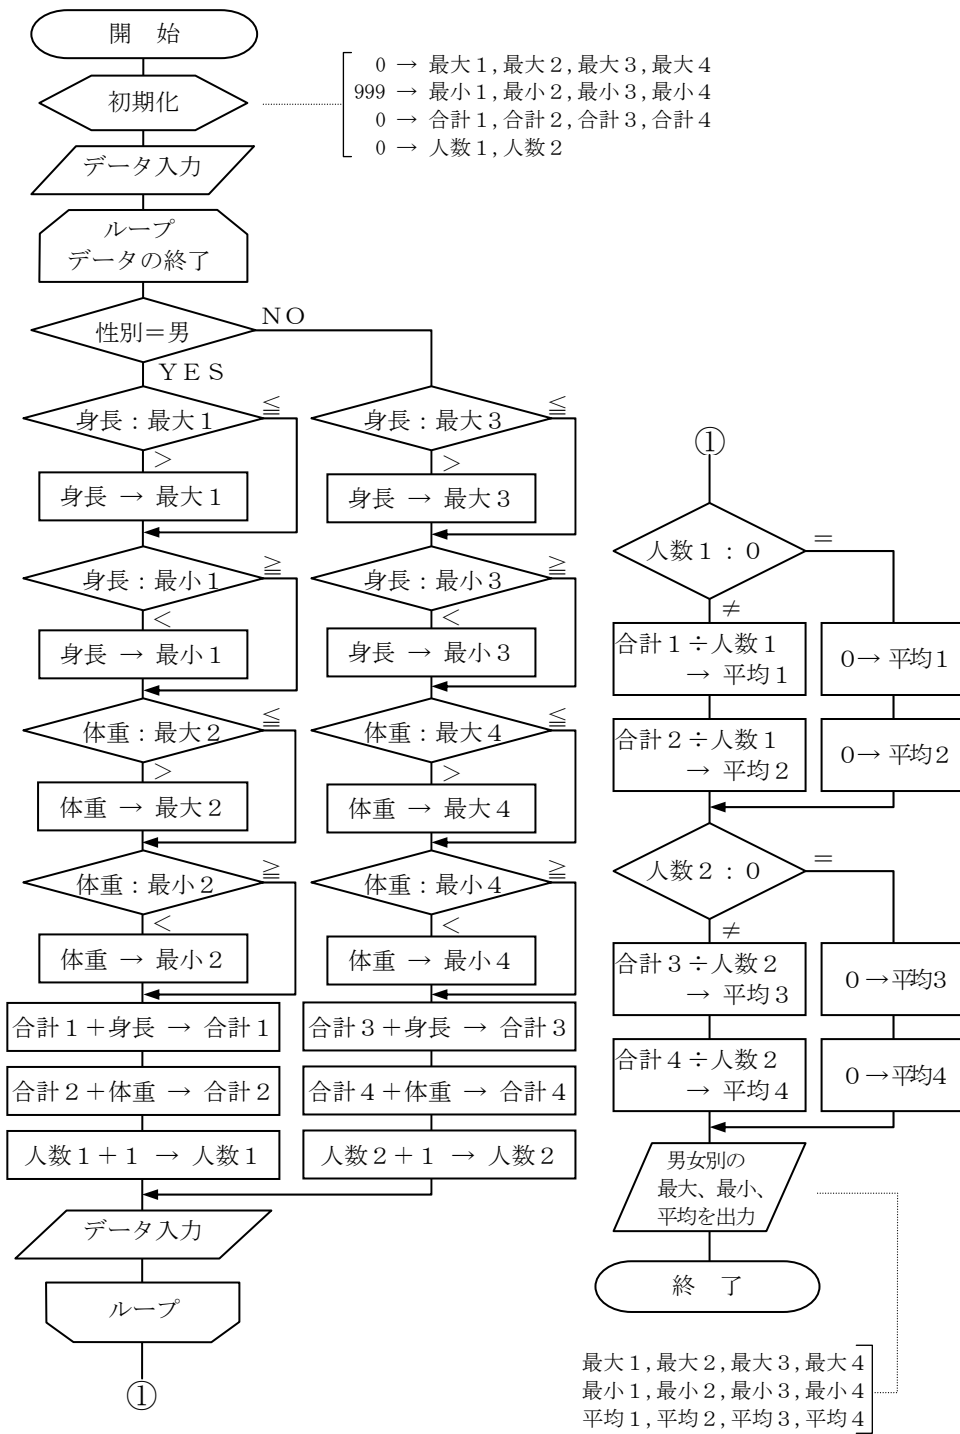 開　始
初期化
0 → 最大１,最大２,最大３,最大４
999 → 最小１,最小２,最小３,最小４
0 → 合計１,合計２,合計３,合計４
0 → 人数１,人数２
データ入力
ループ
データの終了
性別＝男
ＮＯ
ＹＥＳ
身長：最大１
≦
＞
身長 → 最大１
身長：最小１
≧
＜
身長 → 最小１
体重：最大２
≦
＞
体重 → 最大２
体重：最小２
≧
＜
体重 → 最小２
合計１＋身長 → 合計１
合計２＋体重 → 合計２
人数１＋１ → 人数１
身長：最大３
≦
＞
身長 → 最大３
身長：最小３
≧
＜
身長 → 最小３
体重：最大４
≦
＞
体重 → 最大４
体重：最小４
≧
＜
体重 → 最小４
合計３＋身長 → 合計３
合計４＋体重 → 合計４
人数２＋１ → 人数２
データ入力
ループ
①
①
人数１：０
＝
≠
合計１÷人数１
→ 平均１
０→ 平均１
合計２÷人数１
→ 平均２
０→ 平均２
人数２：０
＝
≠
合計３÷人数２
→ 平均３
０→平均３
合計４÷人数２
→ 平均４
０→平均４
男女別の
最大、最小、
平均を出力
終　了
最大１,最大２,最大３,最大４
最小１,最小２,最小３,最小４
平均１,平均２,平均３,平均４